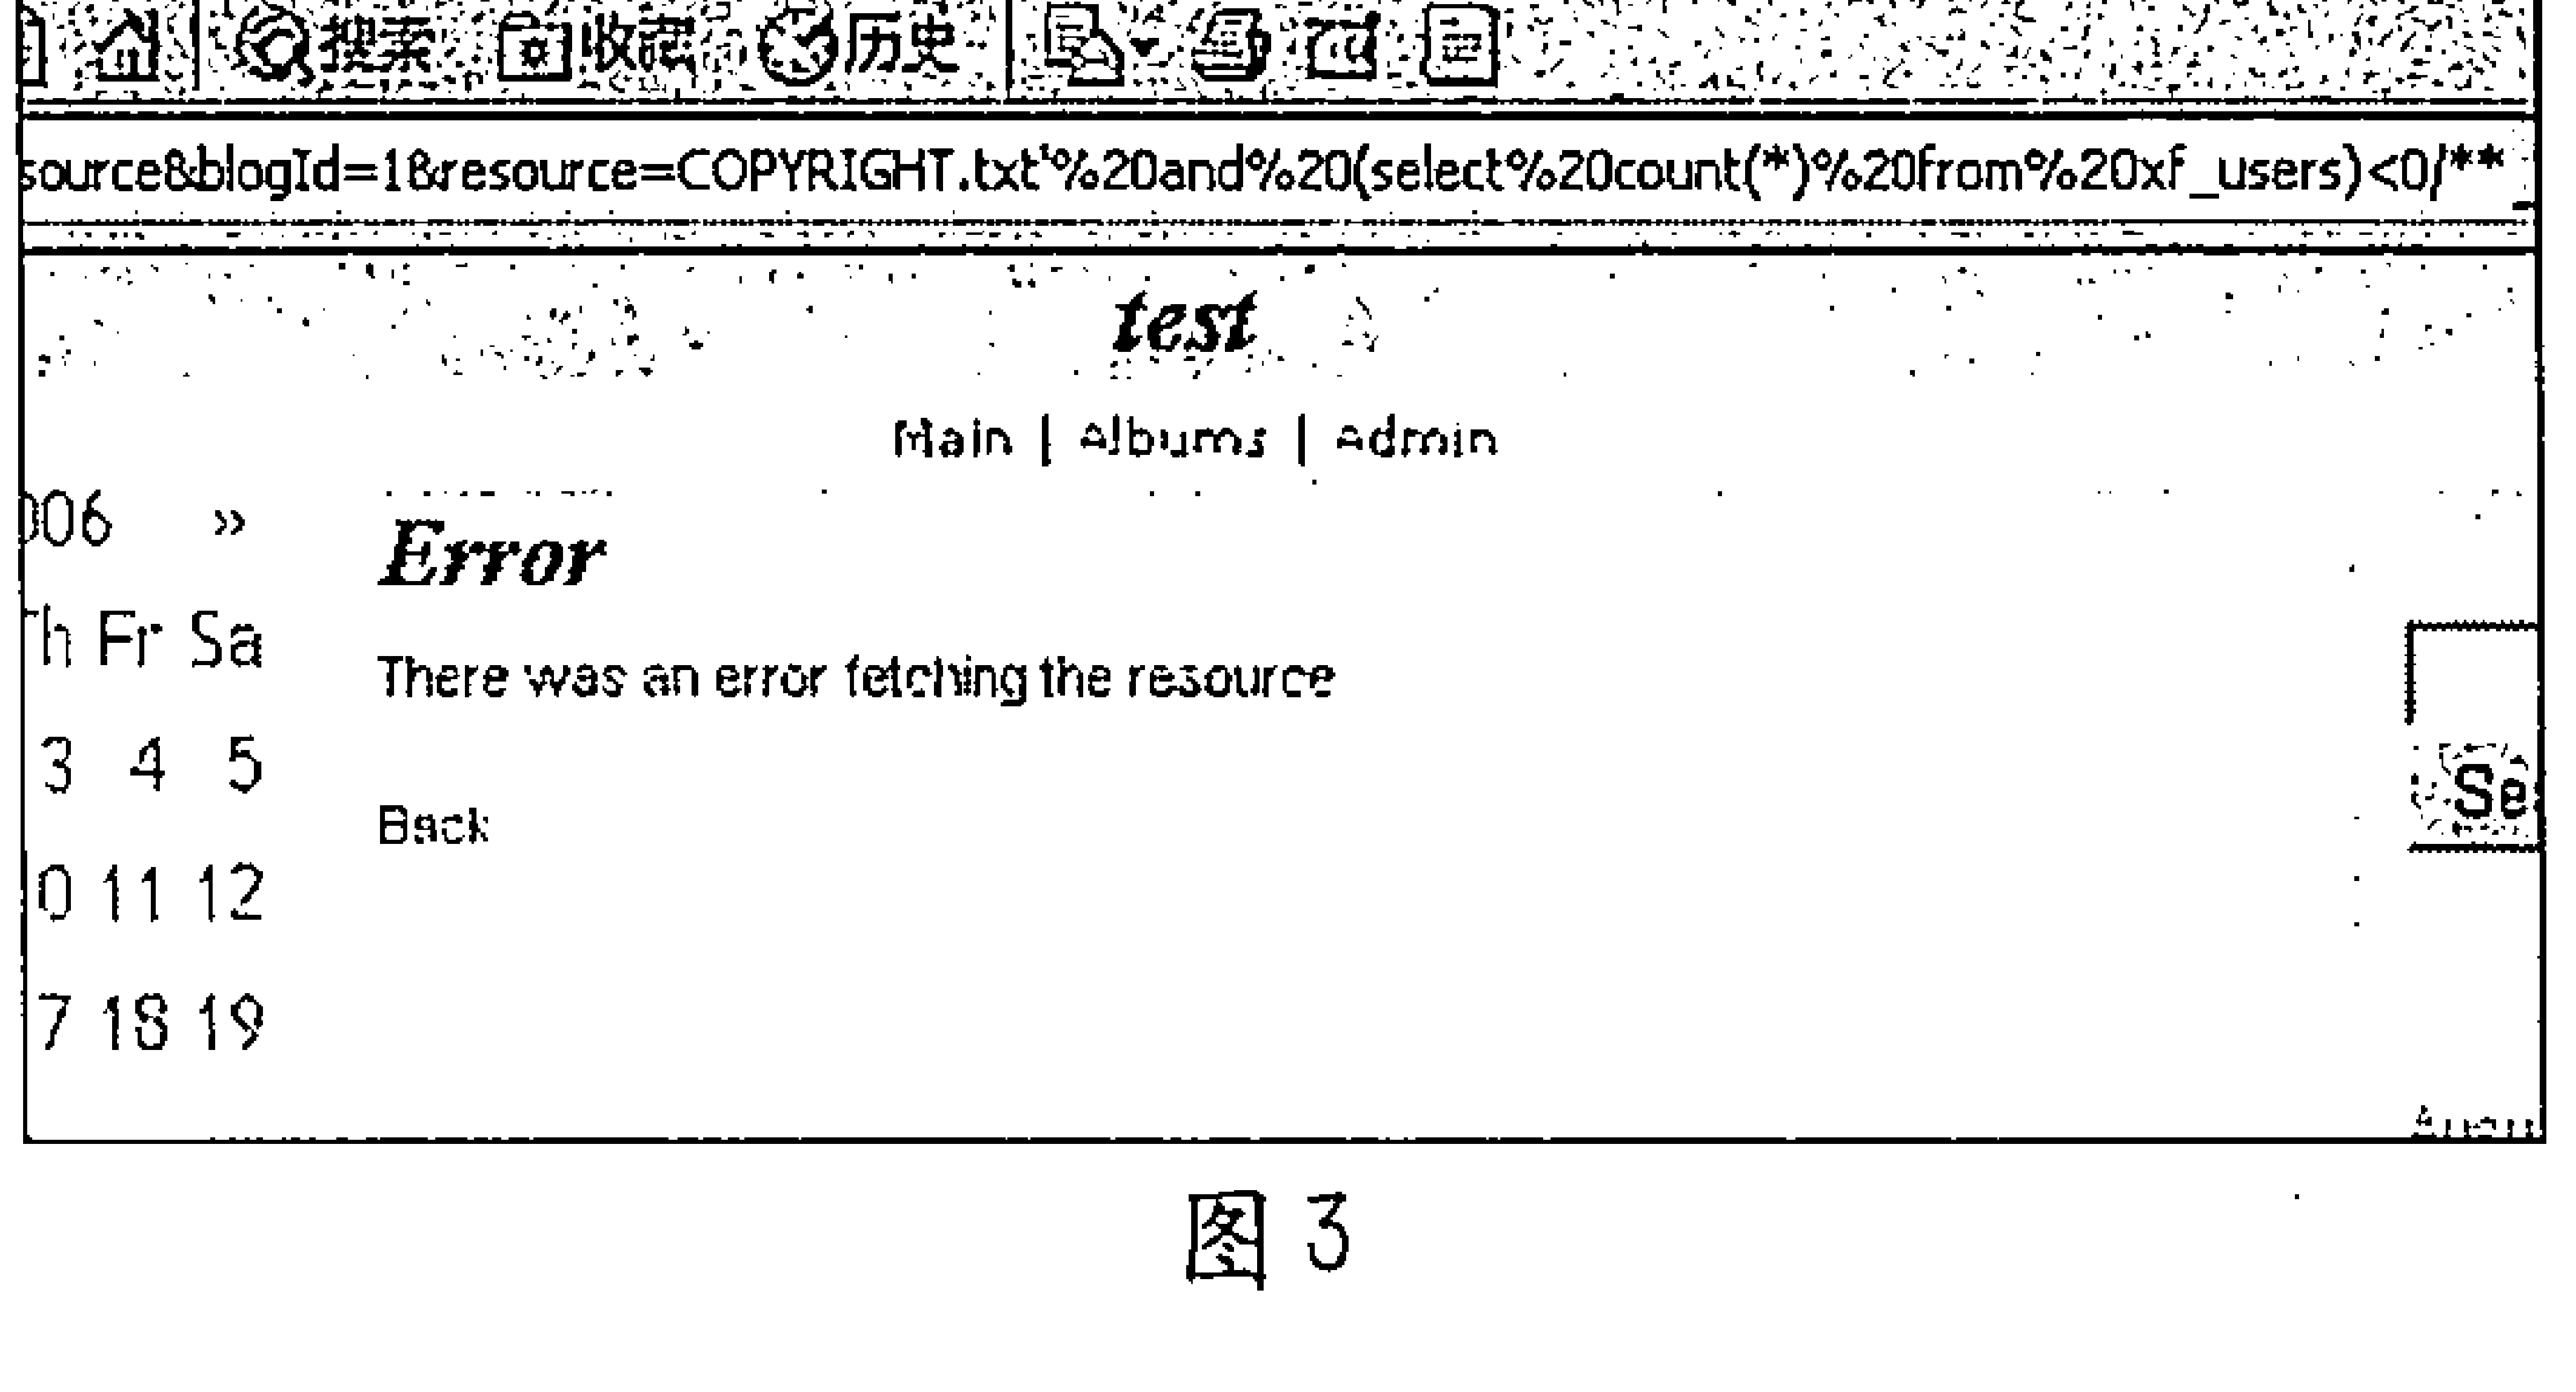 搜索 收藏 历史
source&blogId=1&resource=COPYRIGHT.txt'%20and%20(select%20count(*)%20from%20xf_users)<0/**
test
Main | Albums | Admin
006 »
Error
Th Fr Sa
There was an error fetching the resource
3 4 5
Se
Back
0 11 12
7 18 19
图 3